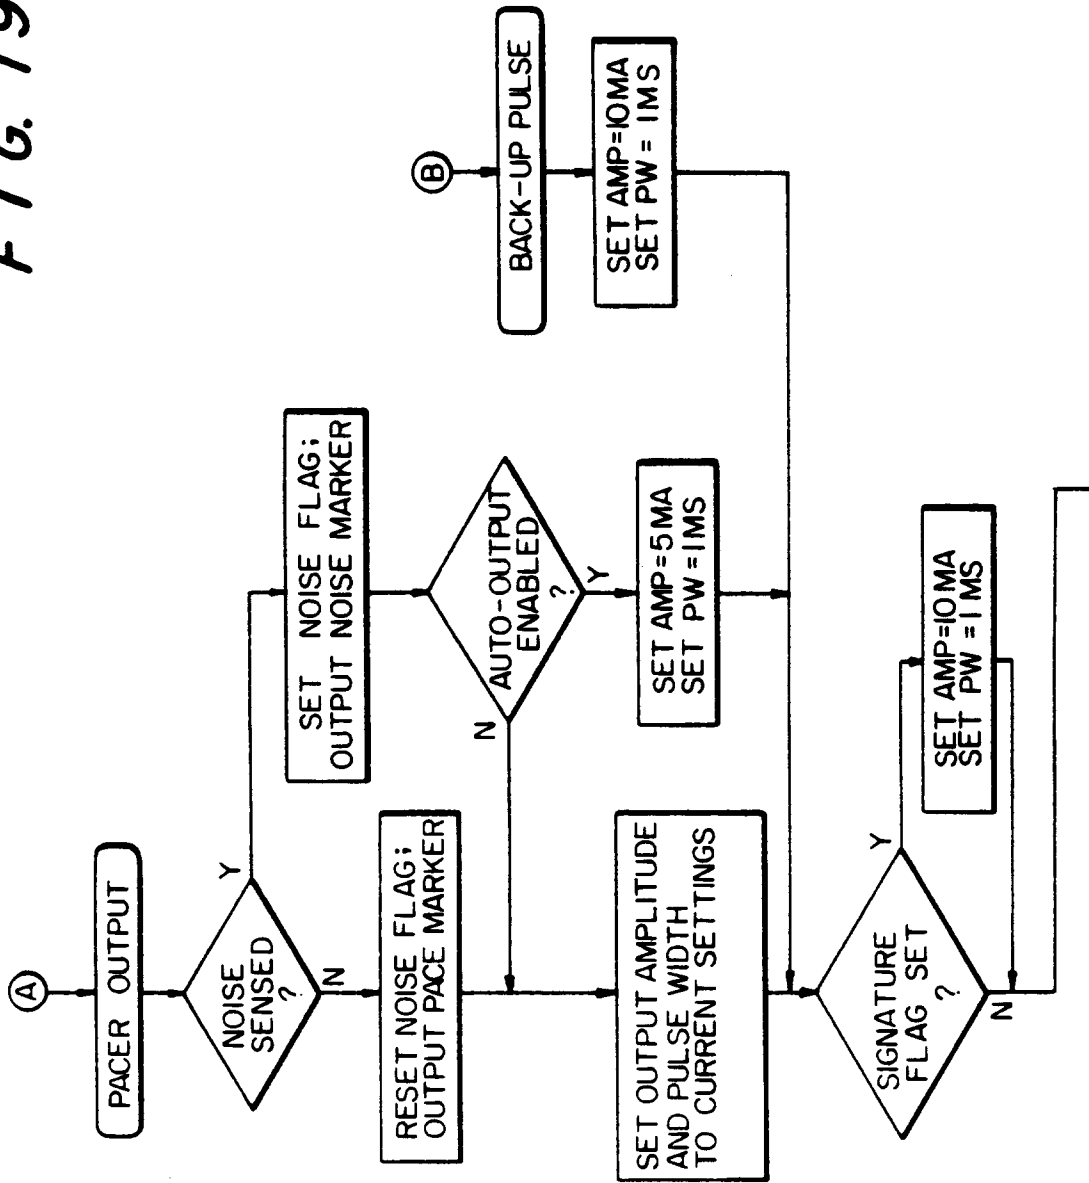 FIG. 19
A
PACER OUTPUT
NOISE
SENSED
?
Y
N
SET NOISE FLAG;
OUTPUT NOISE MARKER
RESET NOISE FLAG;
OUTPUT PACE MARKER
AUTO-OUTPUT
ENABLED
?
N
Y
SET AMP=5MA
SET PW=1MS
B
BACK-UP PULSE
SET AMP=10MA
SET PW=1MS
SET OUTPUT AMPLITUDE
AND PULSE WIDTH
TO CURRENT SETTINGS
SIGNATURE
FLAG SET
?
Y
N
SET AMP=10MA
SET PW=1MS